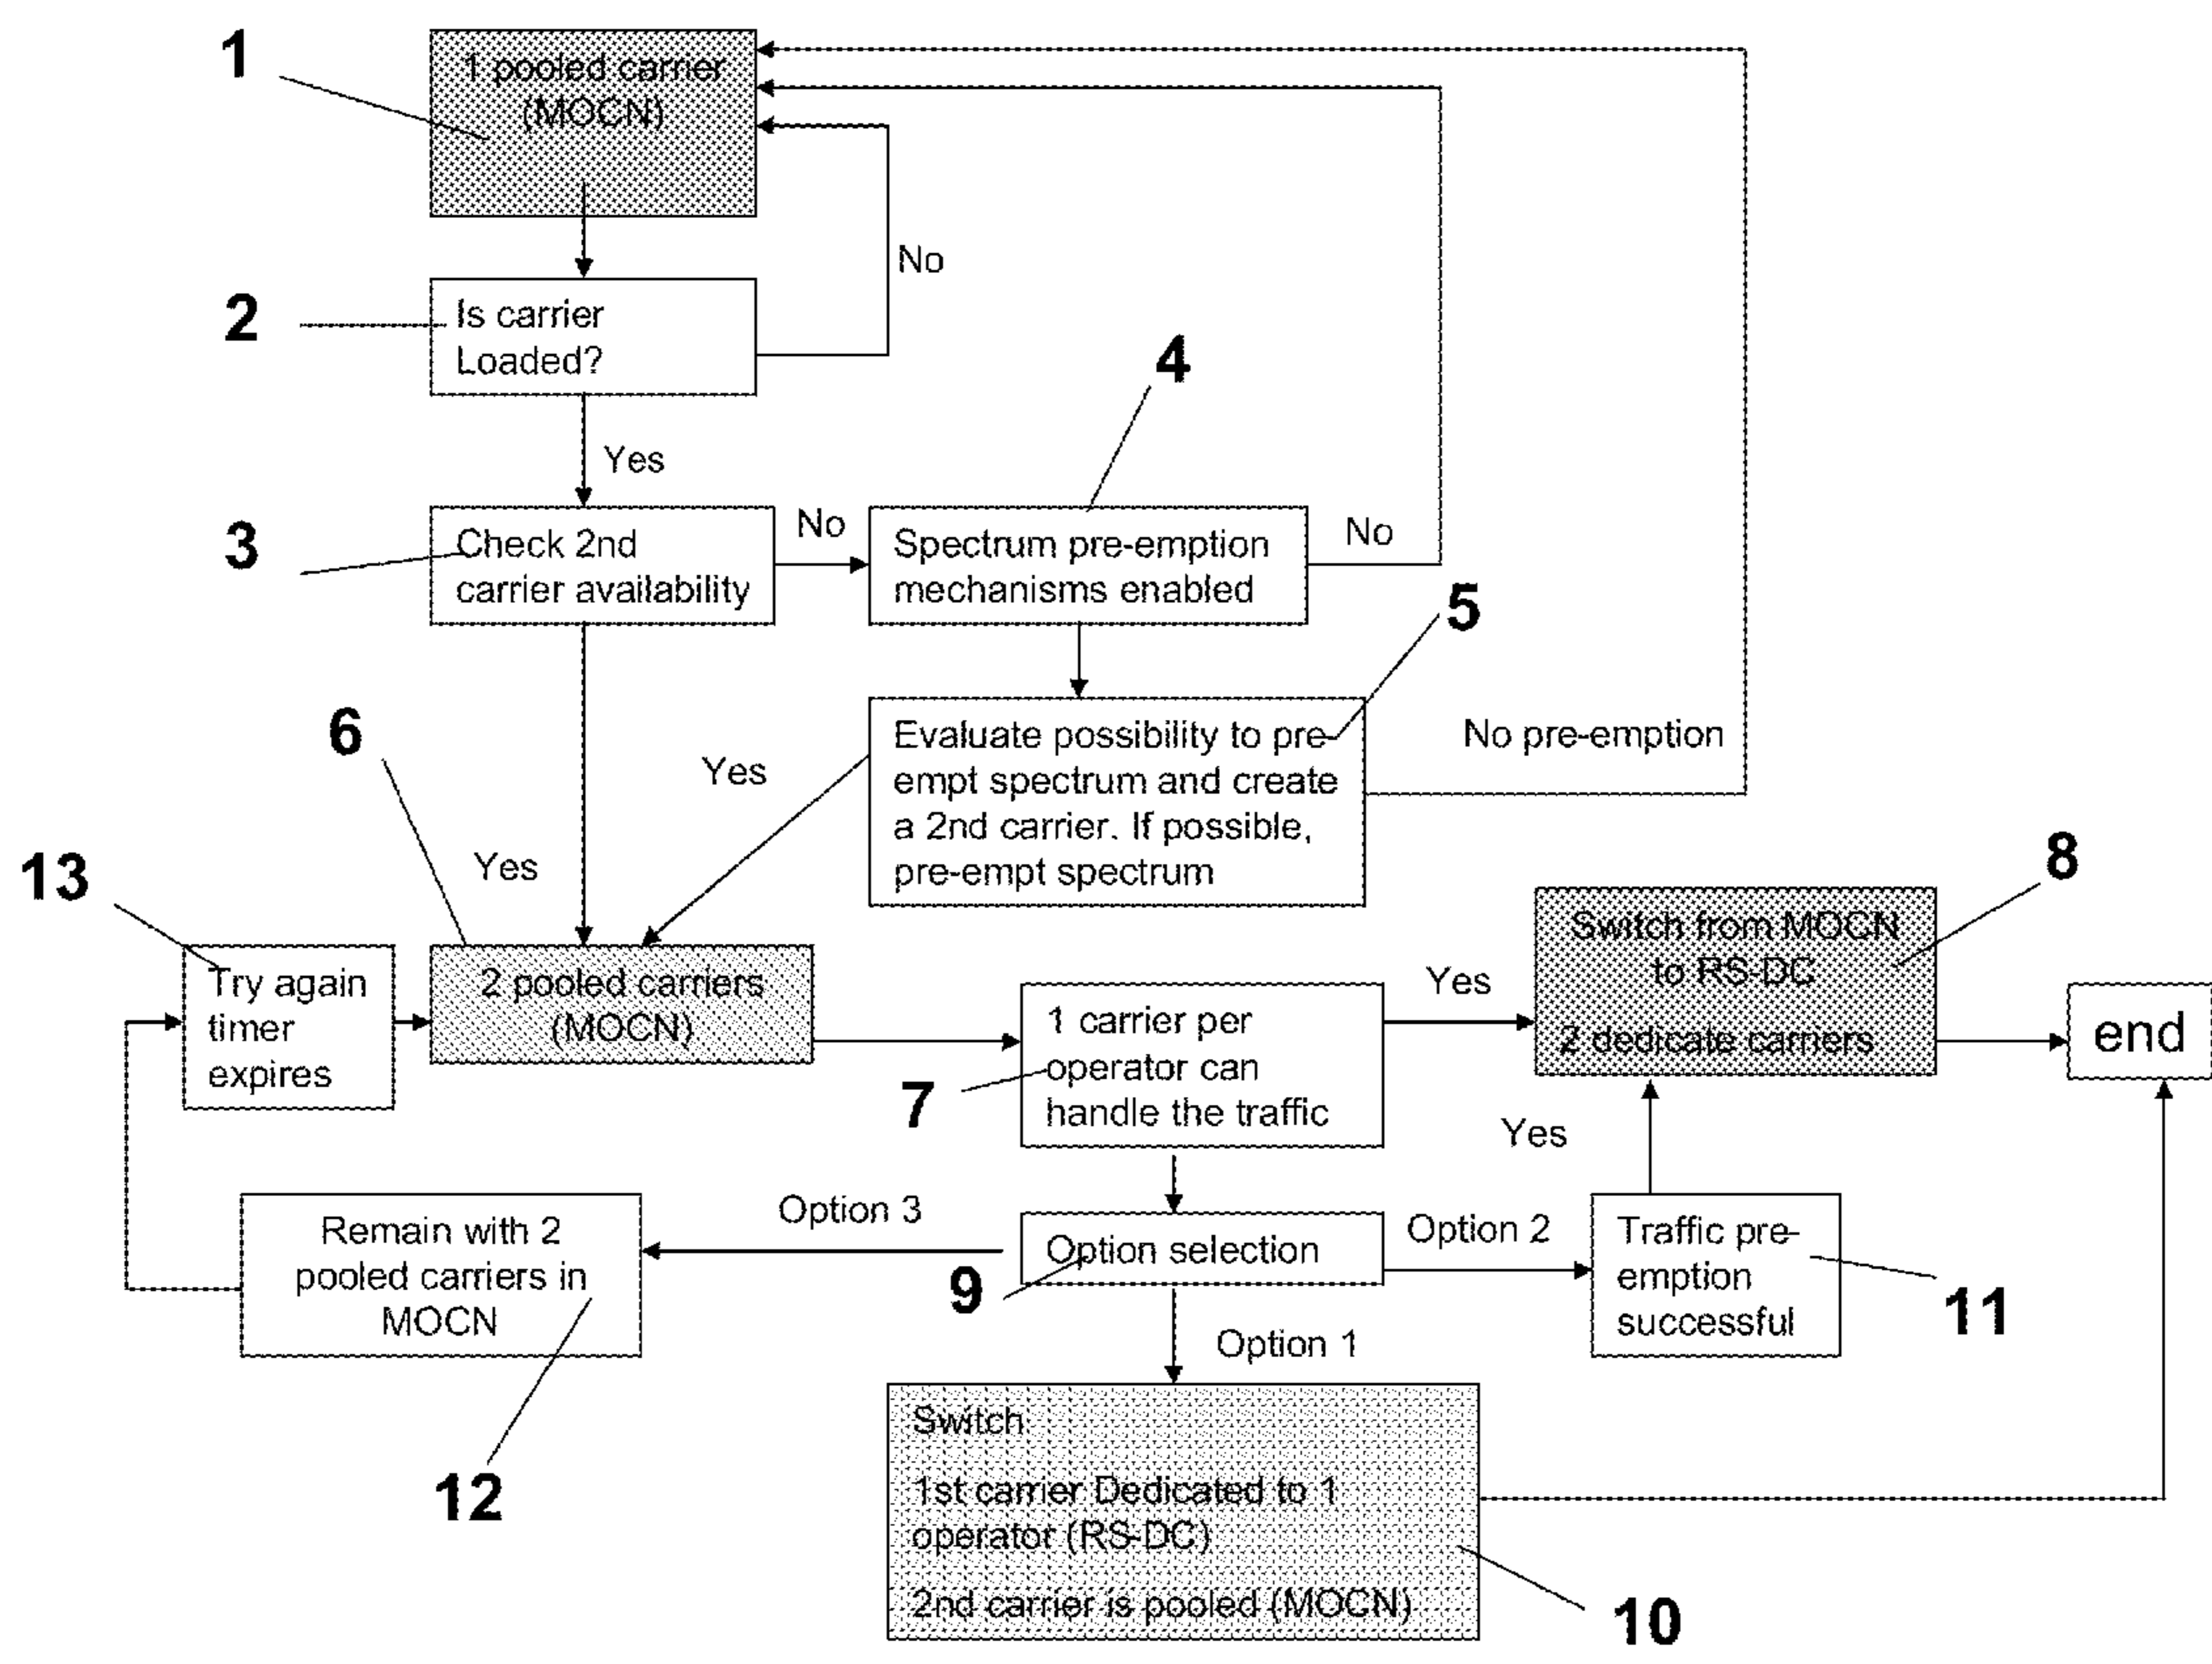 1
1 pooled carrier
(MOCN)
No
2
Is carrier
Loaded?
4
Yes
3
Check 2nd
carrier availability
No
Spectrum pre-emption
mechanisms enabled
No
5
6
Yes
Evaluate possibility to pre-
empt spectrum and create
a 2nd carrier. If possible,
pre-empt spectrum
No pre-emption
Yes
13
Try again
timer
expires
2 pooled carriers
(MOCN)
7
1 carrier per
operator can
handle the traffic
Yes
8
Switch from MOCN
to RS-DC
2 dedicate carriers
end
Yes
Remain with 2
pooled carriers in
MOCN
Option 3
9
Option selection
Option 2
Traffic pre-
emption
successful
11
Option 1
12
Switch
1st carrier Dedicated to 1
operator (RS-DC)
2nd carrier is pooled (MOCN)
10